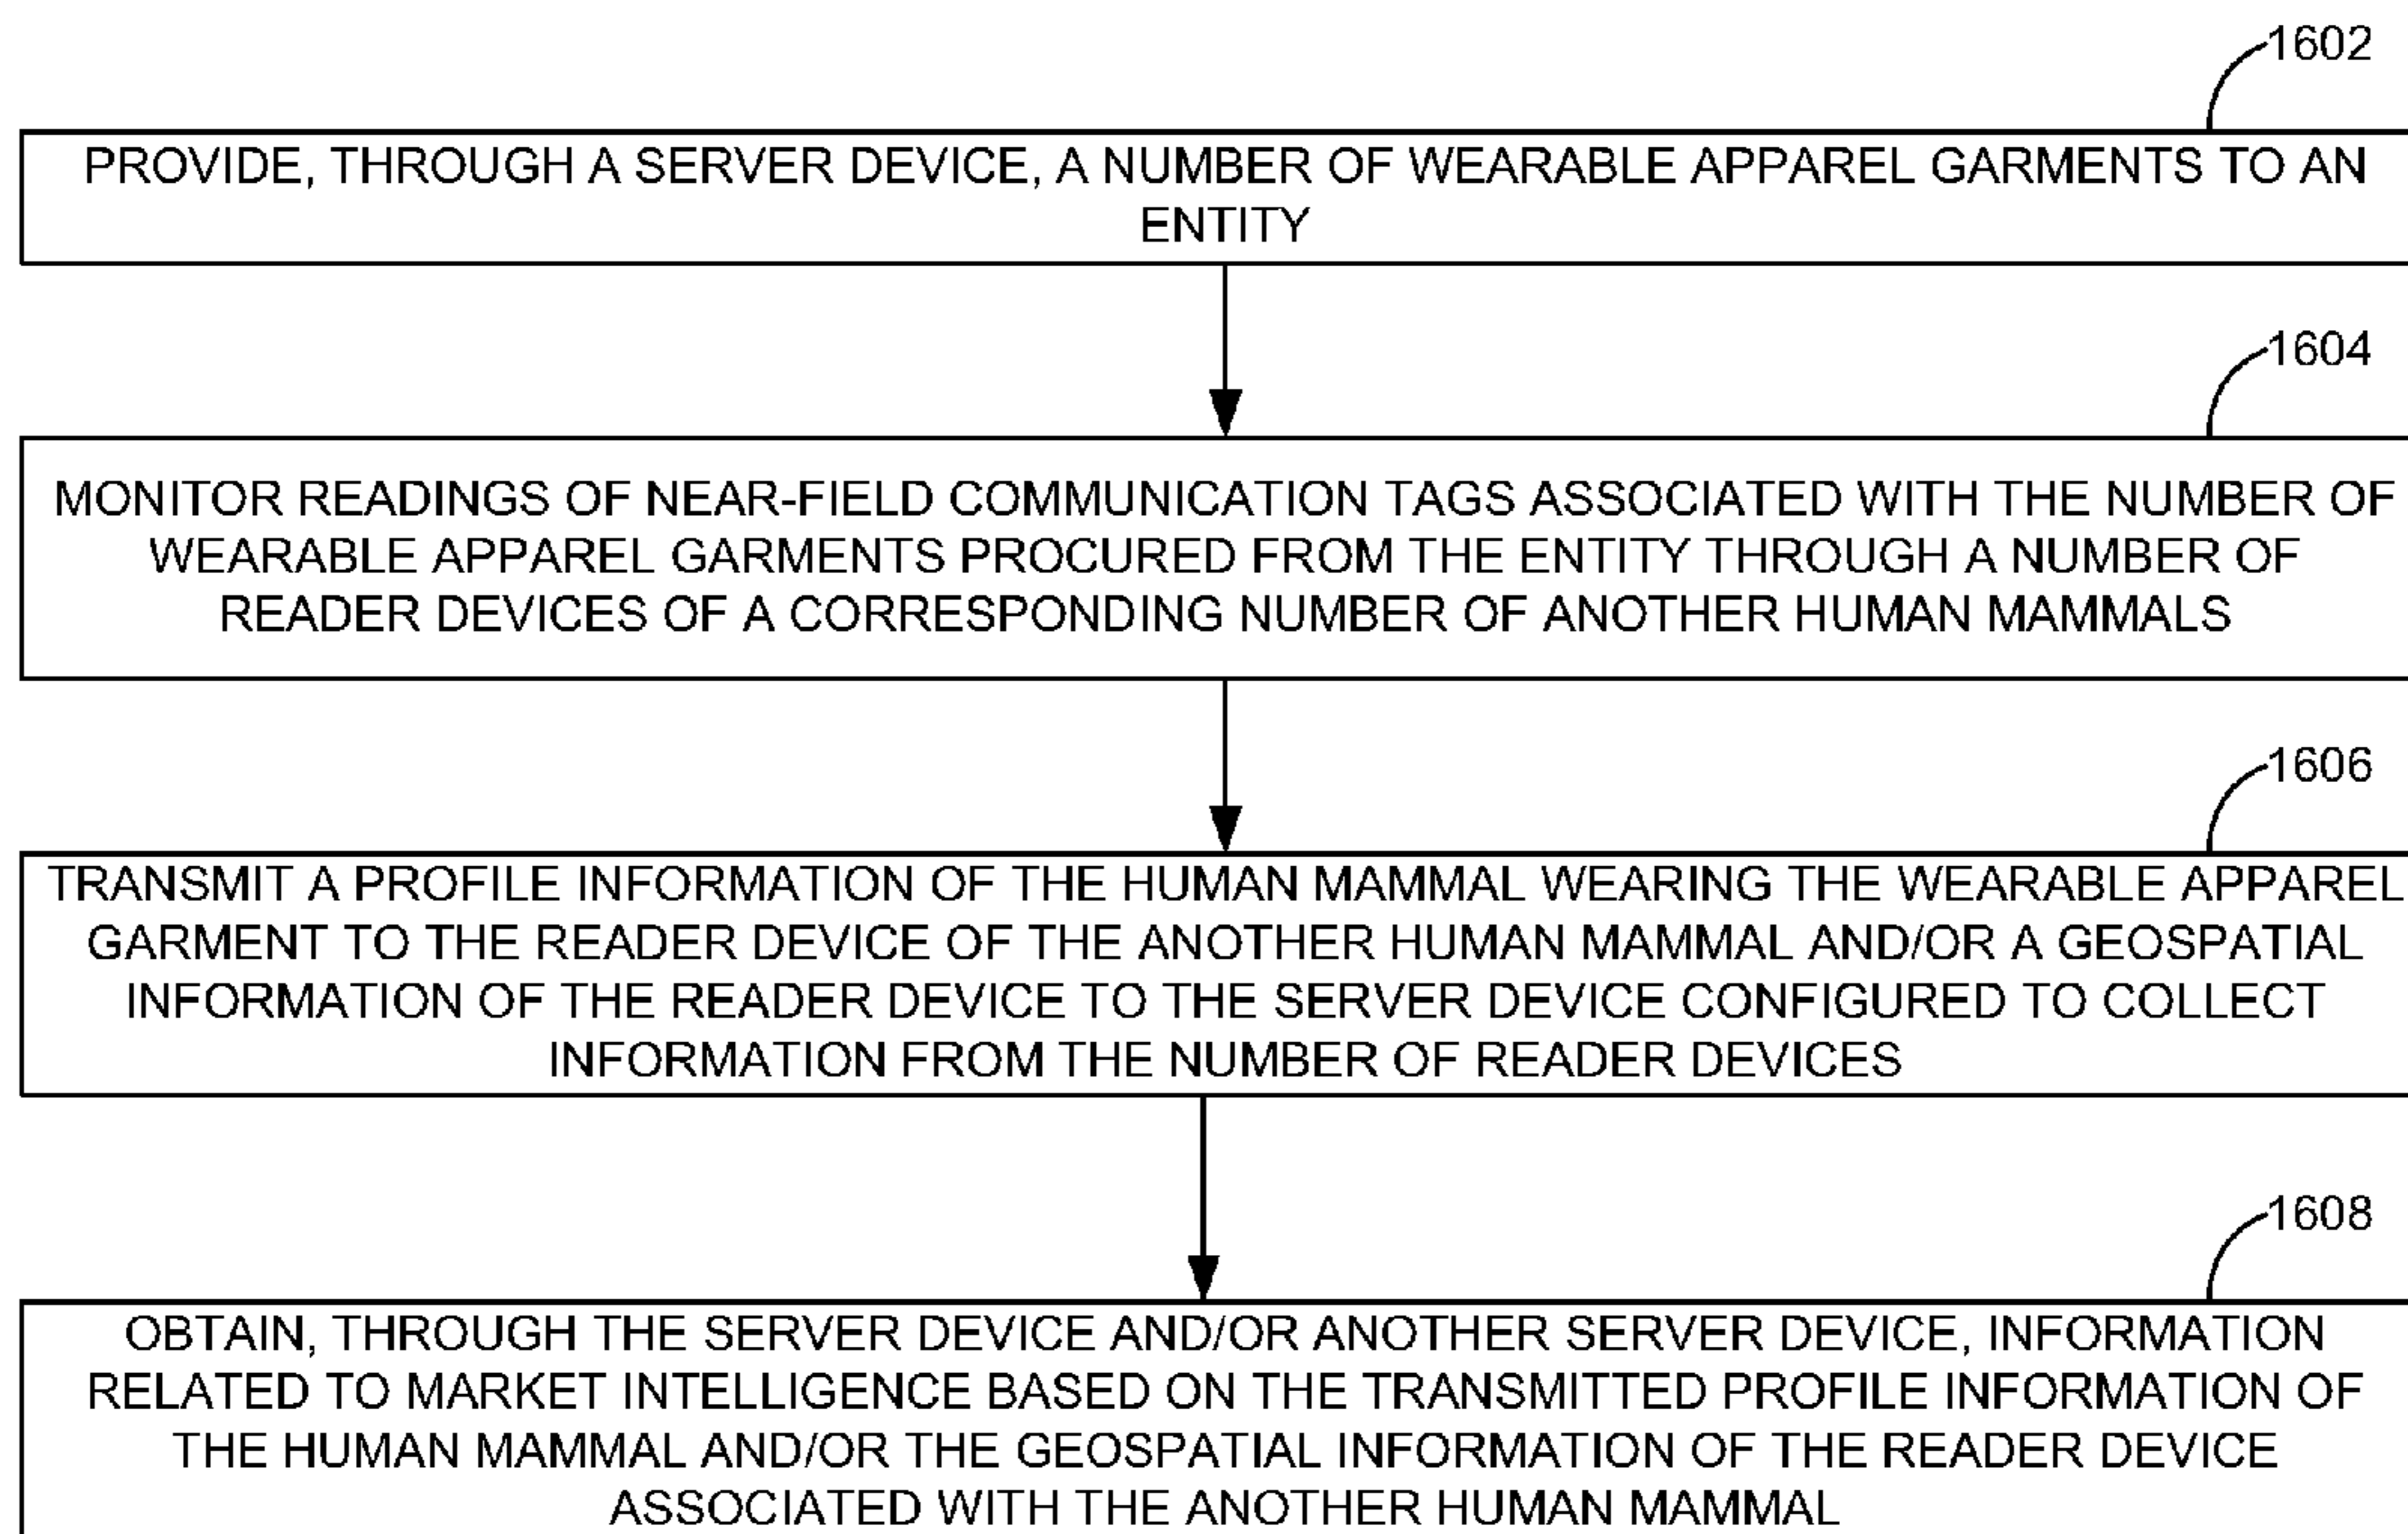 1602
PROVIDE, THROUGH A SERVER DEVICE, A NUMBER OF WEARABLE APPAREL GARMENTS TO AN
ENTITY
1604
MONITOR READINGS OF NEAR-FIELD COMMUNICATION TAGS ASSOCIATED WITH THE NUMBER OF
WEARABLE APPAREL GARMENTS PROCURED FROM THE ENTITY THROUGH A NUMBER OF
READER DEVICES OF A CORRESPONDING NUMBER OF ANOTHER HUMAN MAMMALS
1606
TRANSMIT A PROFILE INFORMATION OF THE HUMAN MAMMAL WEARING THE WEARABLE APPAREL
GARMENT TO THE READER DEVICE OF THE ANOTHER HUMAN MAMMAL AND/OR A GEOSPATIAL
INFORMATION OF THE READER DEVICE TO THE SERVER DEVICE CONFIGURED TO COLLECT
INFORMATION FROM THE NUMBER OF READER DEVICES
1608
OBTAIN, THROUGH THE SERVER DEVICE AND/OR ANOTHER SERVER DEVICE, INFORMATION
RELATED TO MARKET INTELLIGENCE BASED ON THE TRANSMITTED PROFILE INFORMATION OF
THE HUMAN MAMMAL AND/OR THE GEOSPATIAL INFORMATION OF THE READER DEVICE
ASSOCIATED WITH THE ANOTHER HUMAN MAMMAL